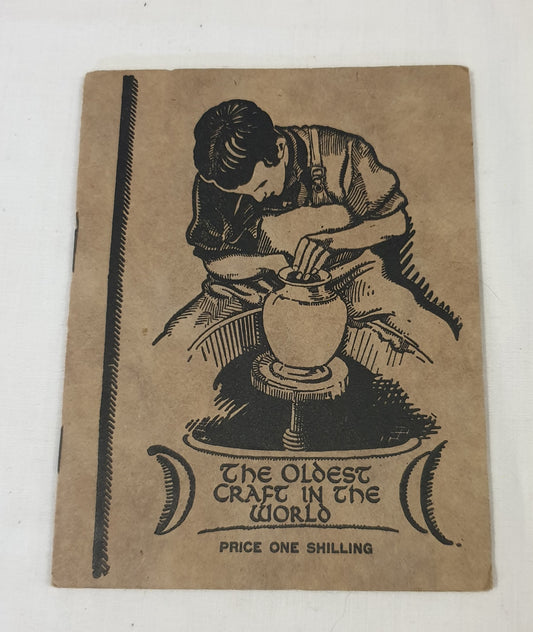 The Oldest
Craft in the
World
PRICE ONE SHILLING